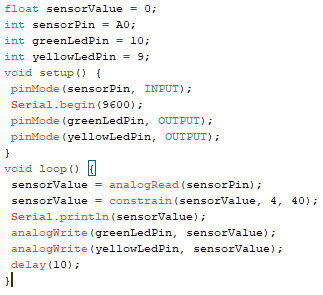 float sensorValue = 0;
int sensorPin = A0;
int greenLedPin = 10;
int yellowLedPin = 9;
void setup() {
 pinMode(sensorPin, INPUT);
 Serial.begin(9600);
 pinMode(greenLedPin, OUTPUT);
 pinMode(yellowLedPin, OUTPUT);
}
void loop() {
 sensorValue = analogRead(sensorPin);
 sensorValue = constrain(sensorValue, 4, 40);
 Serial.println(sensorValue);
 analogWrite(greenLedPin, sensorValue);
 analogWrite(yellowLedPin, sensorValue);
 delay(10);
}